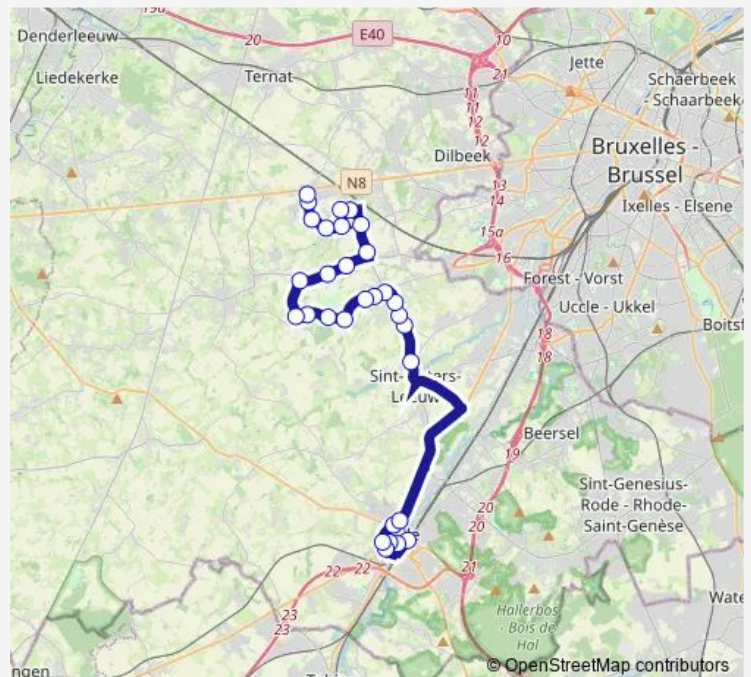 19a
Denderleeuw
20
E40
10
Jette
21
Liedekerke
Ternat
11
11
12
12
Schaerbeek
- Schaarbeek
Dilbeek
Bruxelles -
Brussel
N8
13
14
Ixelles - Elsene
15a
16
Forest - Vorst
Uccle - Ukkel
18
18
Boitsf
Sint-
ers-
Beersel
19
Sint-Genesius-
Rode - Rhode-
Saint-Genèse
20
20
21
22
22
Wate
23
23
Hallerbos
- Bois de
Hal
ngen
© OpenStreetMap contributors